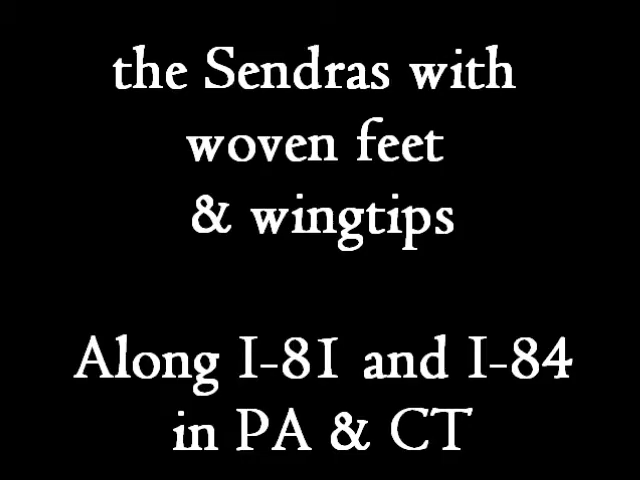 the Sendras with
woven feet
& wingtips
Along I-81 and I-84
in PA & CT